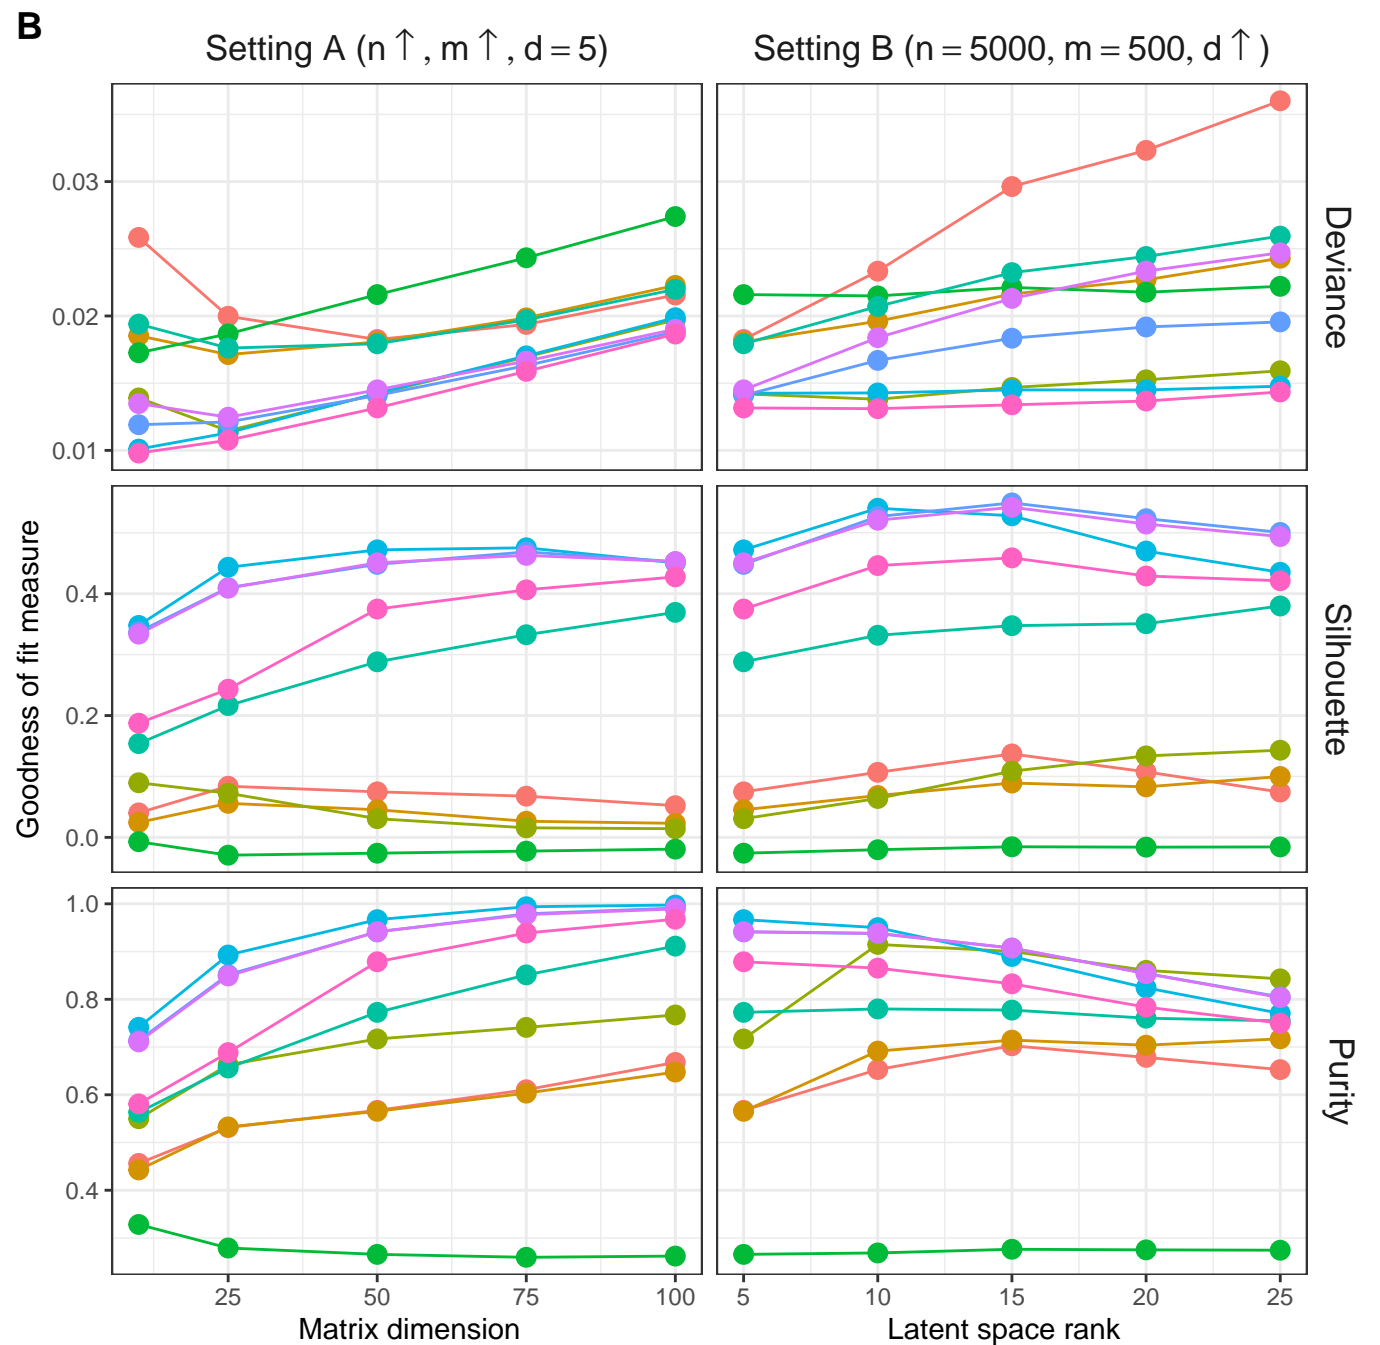 B
Setting A (n ↑ , m ↑ , d = 5)
Setting B (n = 5000, m = 500, d ↑ )
0.03
0.02
0.01
Deviance
Goodness of fit measure
0.4
0.2
0.0
Silhouette
1.0
0.8
0.6
0.4
Purity
25 50 75 100
5 10 15 20 25
Matrix dimension
Latent space rank